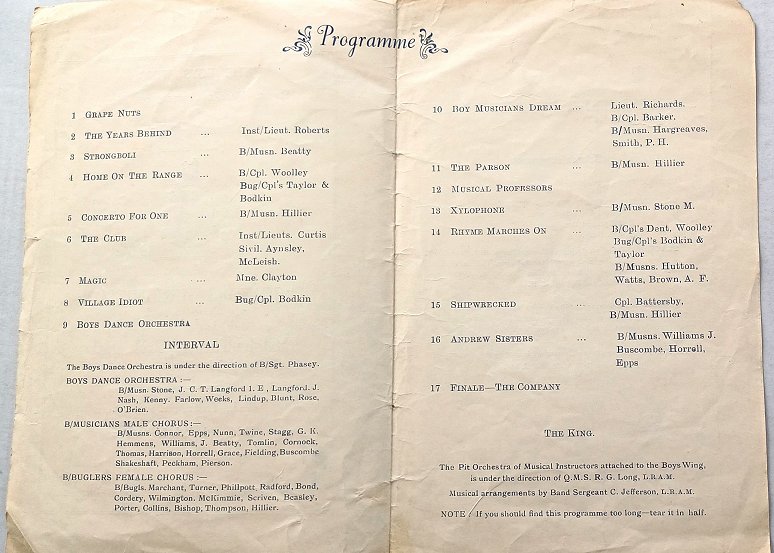 Programme
1 GRAPE NUTS
2 THE YEARS BEHIND ... Inst/Lieut. Roberts
3 STRONGBOLI ... B/Musn. Beatty
4 HOME ON THE RANGE ... B/Cpl. Woolley
Bug/Cpl's Taylor &
Bodkin
5 CONCERTO FOR ONE ... B/Musn. Hillier
6 THE CLUB ... Inst/Lieuts. Curtis
Sivil. Aynsley,
McLeish.
7 MAGIC ... Mne. Clayton
8 VILLAGE IDIOT ... Bug/Cpl. Bodkin
9 BOYS DANCE ORCHESTRA
INTERVAL
The Boys Dance Orchestra is under the direction of B/Sgt. Phasey.
BOYS DANCE ORCHESTRA :—
B/Musn. Stone, J. C. T. Langford I. E , Langford. J.
Nash, Kenny. Farlow, Weeks, Lindup, Blunt, Rose,
O'Brien.
B/MUSICIANS MALE CHORUS :—
B/Musns. Connor, Epps, Nunn, Twine, Stagg, G. K.
Hemmens, Williams, J. Beatty, Tomlin, Cornock,
Thomas, Harrison, Horrell, Grace, Fielding, Buscombe
Shakeshaft, Peckham, Pierson.
B/BUGLERS FEMALE CHORUS :—
B/Bugls. Marchant, Turner, Phillpott, Radford, Bond,
Cordery, Wilmington. McKimmie, Scriven, Beasley,
Porter, Collins, Bishop, Thompson, Hillier.
10 BOY MUSICIANS DREAM ... Lieut. Richards.
B/Cpl. Barker.
B/Musn. Hargreaves,
Smith, P. H.
11 THE PARSON ... B/Musn. Hillier
12 MUSICAL PROFESSORS
13 XYLOPHONE ... B/Musn. Stone M.
14 RHYME MARCHES ON ... B/Cpl's Dent, Woolley
Bug/Cpl's Bodkin &
Taylor
B/Musns. Hutton,
Watts, Brown, A. F.
15 SHIPWRECKED ... Cpl. Battersby,
B/Musn. Hillier
16 ANDREW SISTERS ... B/Musns. Williams J.
Buscombe, Horrell,
Epps
17 FINALE—THE COMPANY
THE KING.
The Pit Orchestra of Musical Instructors attached to the Boys Wing,
is under the direction of Q.M.S. R. G. Long, L.R.A.M.
Musical arrangements by Band Sergeant C. Jefferson, L.R.A.M.
NOTE : If you should find this programme too long—tear it in half.